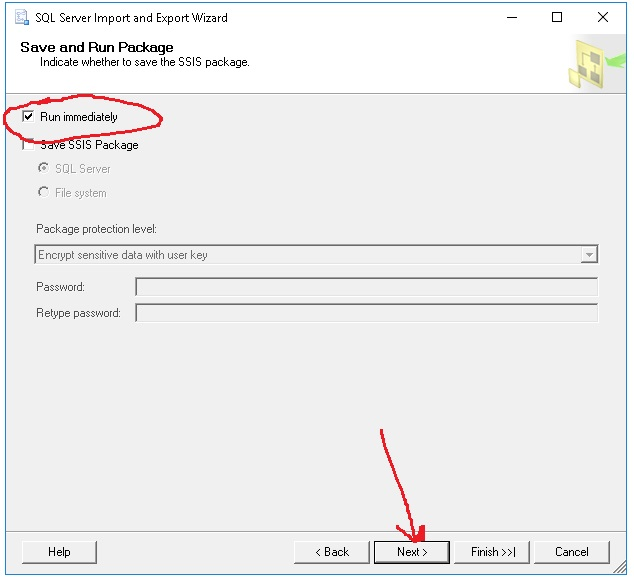 SQL Server Import and Export Wizard
Save and Run Package
Indicate whether to save the SSIS package.
Run immediately
Save SSIS Package
SQL Server
File system
Package protection level:
Encrypt sensitive data with user key
Password:
Retype password:
Help
< Back
Next >
Finish >>|
Cancel